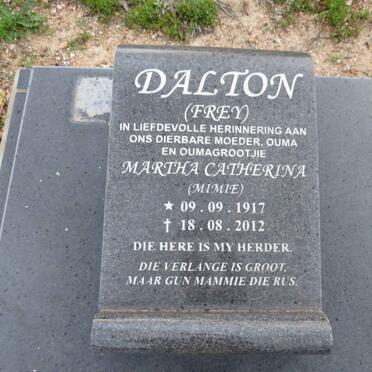 DALTON
(FREY)
IN LIEFDEVOLLE HERINNERING AAN
ONS DIERBARE MOEDER, OUMA
EN OUMAGROOTJIE
MARTHA CATHERINA
(MIMIE)
★ 09 . 09 . 1917
† 18 . 08 . 2012
DIE HERE IS MY HERDER.
DIE VERLANGE IS GROOT,
MAAR GUN MAMMIE DIE RUS.